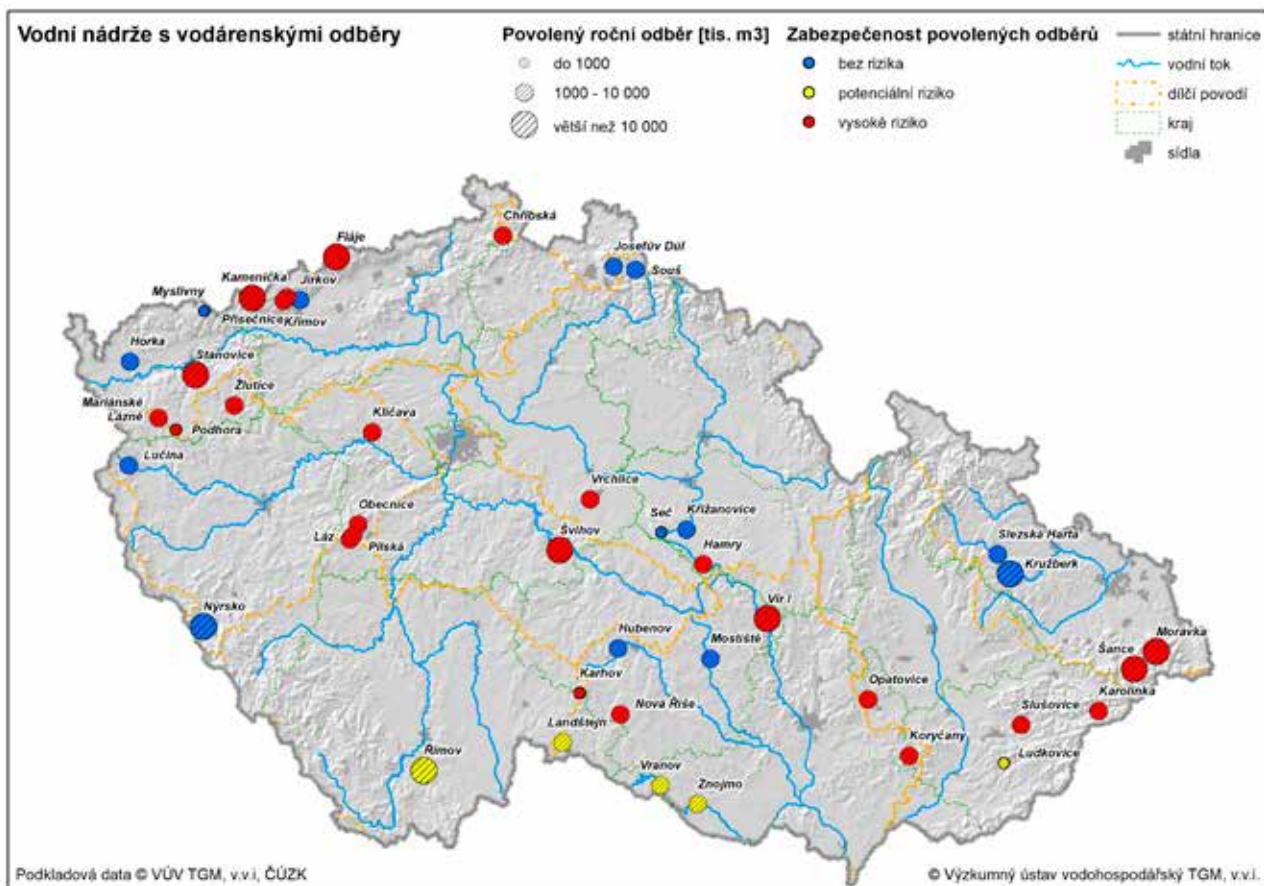 Vodní nádrže s vodárenskými odběry
Povolený roční odběr [tis. m3]
do 1000
1000 - 10 000
větší než 10 000
Zabezpečenost povolených odběrů
bez rizika
potenciální riziko
vysoké riziko
státní hranice
vodní tok
dílčí povodí
kraj
sídla
Chřibská
Fláje
Josefův Důl
Souš
Kamenička
Jirkov
Myslivny
Přísečnice
Křimov
Horka
Stanovice
Žlutice
Mariánské
Lázně
Podhora
Klíčava
Lučina
Vrchlice
Obecnice
Seč
Křižanovice
Láz
Pilská
Švihov
Hamry
Slezská Harta
Kružberk
Nýrsko
Vír I
Hubenov
Mostiště
Morávka
Šance
Karhov
Opatovice
Karolinka
Nová Říše
Slušovice
Landštejn
Koryčany
Ludkovice
Římov
Vranov
Znojmo
Podkladová data © VÚV TGM, v.v.i, ČÚZK
© Výzkumný ústav vodohospodářský TGM, v.v.i.